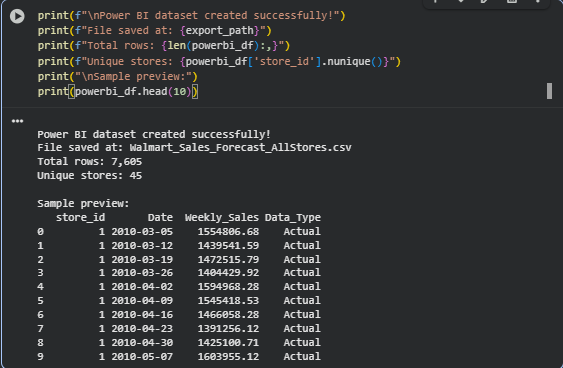 print(f"\nPower BI dataset created successfully!")
print(f"File saved at: {export_path}")
print(f"Total rows: {len(powerbi_df):,}")
print(f"Unique stores: {powerbi_df['store_id'].nunique()}")
print("\nSample preview:")
print(powerbi_df.head(10))
Power BI dataset created successfully!
File saved at: Walmart_Sales_Forecast_AllStores.csv
Total rows: 7,605
Unique stores: 45
Sample preview:
store_id Date Weekly_Sales Data_Type
0 1 2010-03-05 1554806.68 Actual
1 1 2010-03-12 1439541.59 Actual
2 1 2010-03-19 1472515.79 Actual
3 1 2010-03-26 1404429.92 Actual
4 1 2010-04-02 1594968.28 Actual
5 1 2010-04-09 1545418.53 Actual
6 1 2010-04-16 1466058.28 Actual
7 1 2010-04-23 1391256.12 Actual
8 1 2010-04-30 1425100.71 Actual
9 1 2010-05-07 1603955.12 Actual